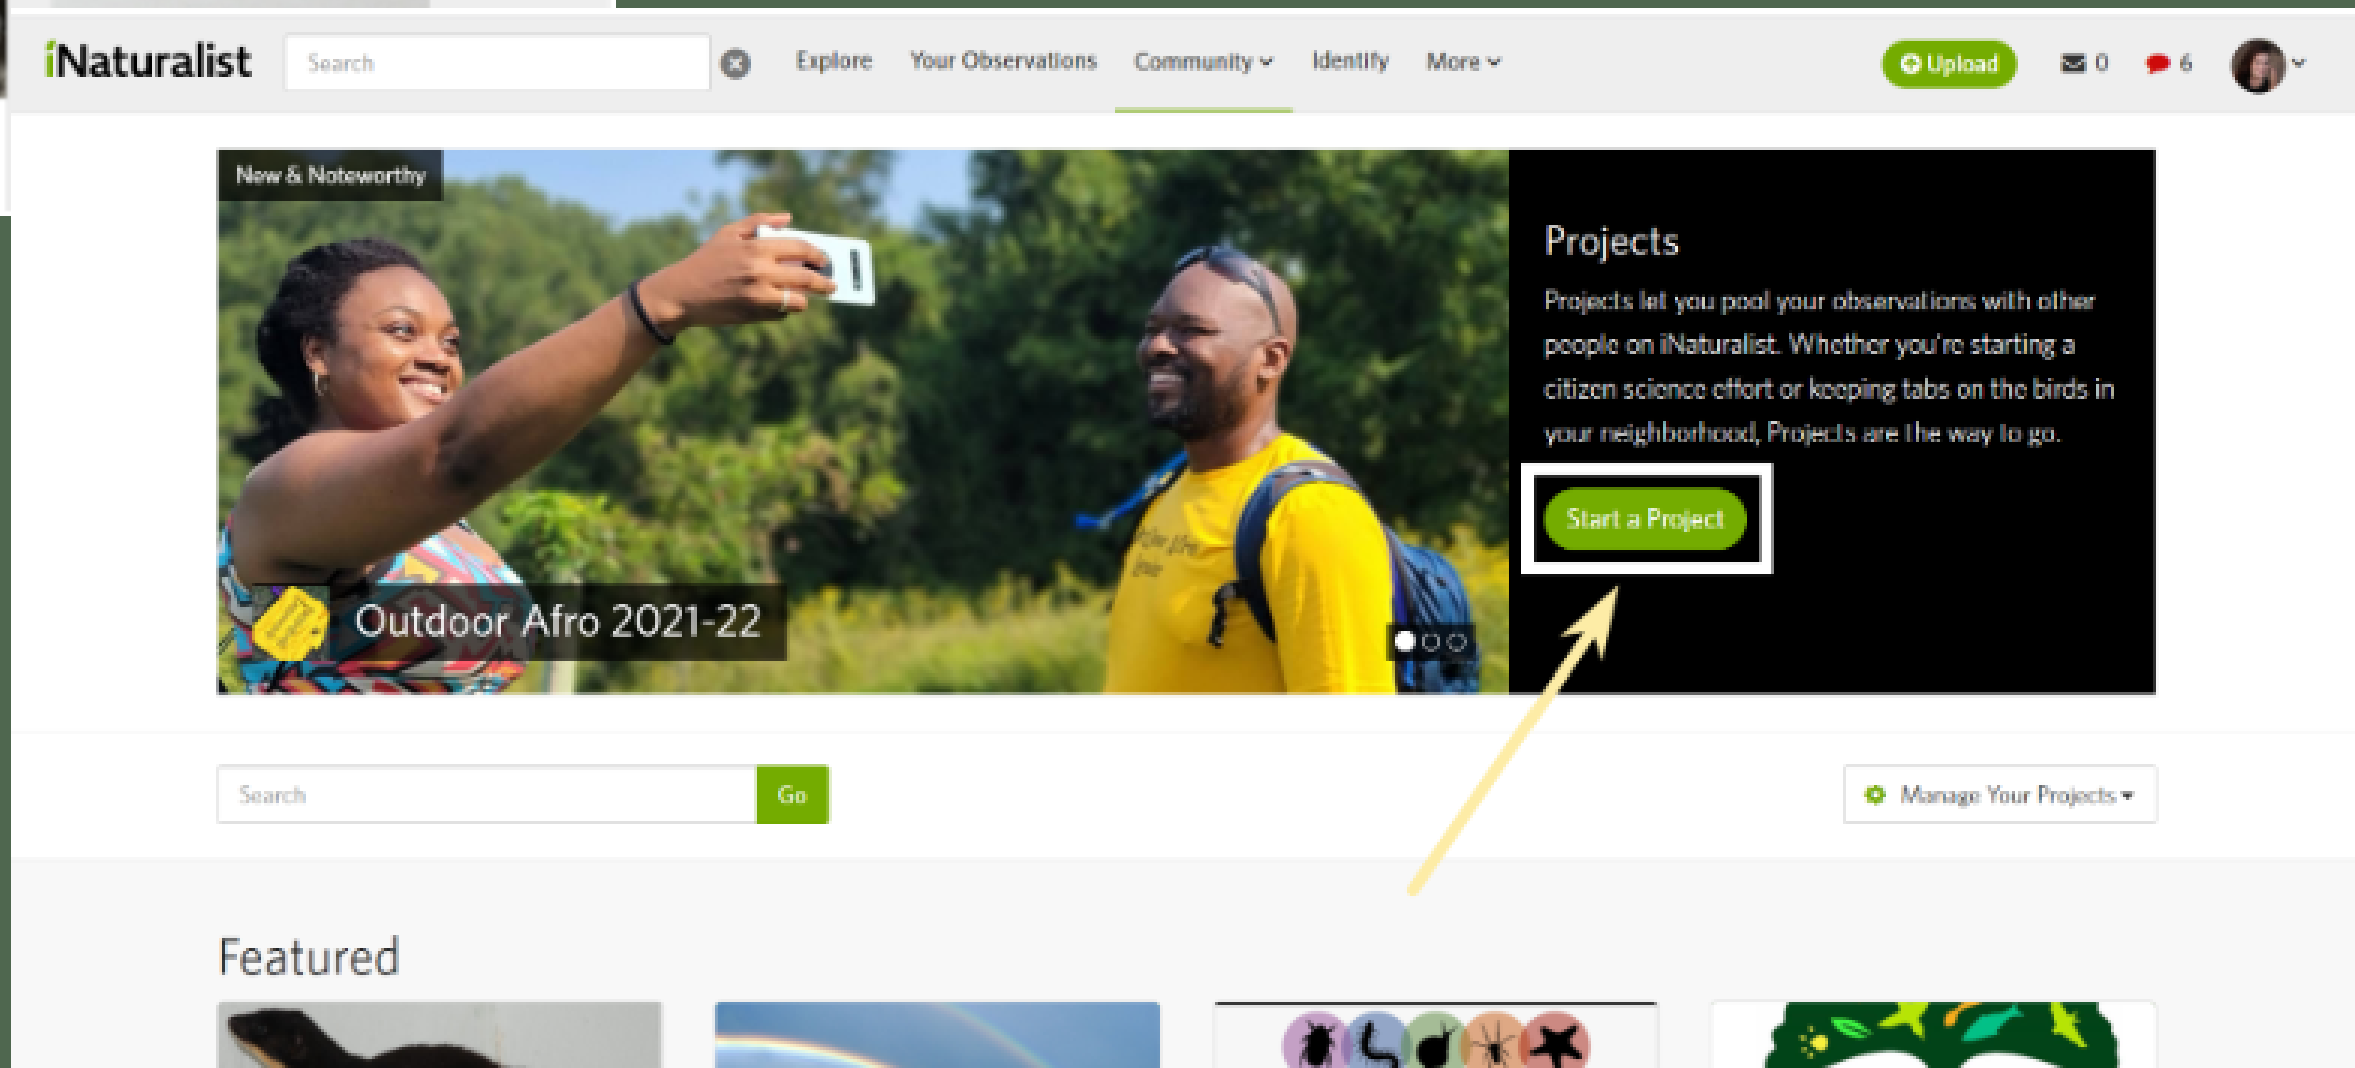 iNaturalist
Search
Explore
Your Observations
Community
Identify
More
Upload
0
6
New & Noteworthy
Projects
Projects let you pool your observations with other
people on iNaturalist. Whether you're starting a
citizen science effort or keeping tabs on the birds in
your neighborhood, Projects are the way to go.
Start a Project
Outdoor Afro 2021-22
Search
Go
Manage Your Projects
Featured